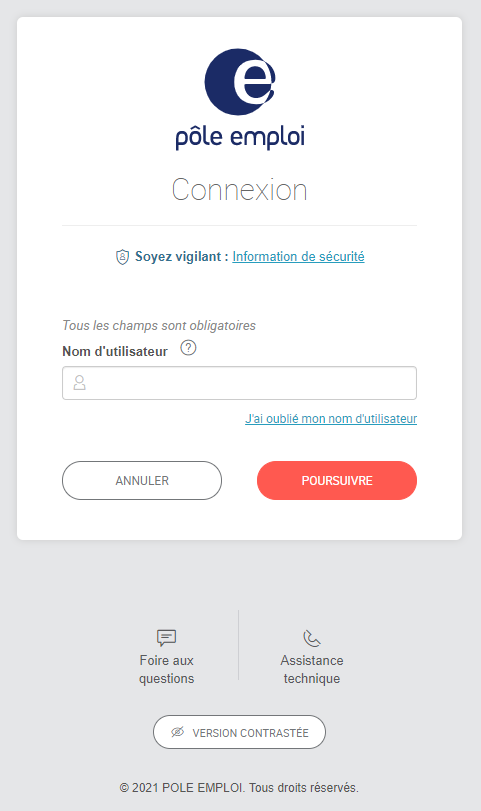 pôle emploi
Connexion
Soyez vigilant : Information de sécurité
Tous les champs sont obligatoires
Nom d'utilisateur ?
J'ai oublié mon nom d'utilisateur
ANNULER
POURSUIVRE
Foire aux
questions
Assistance
technique
VERSION CONTRASTÉE
© 2021 POLE EMPLOI. Tous droits réservés.